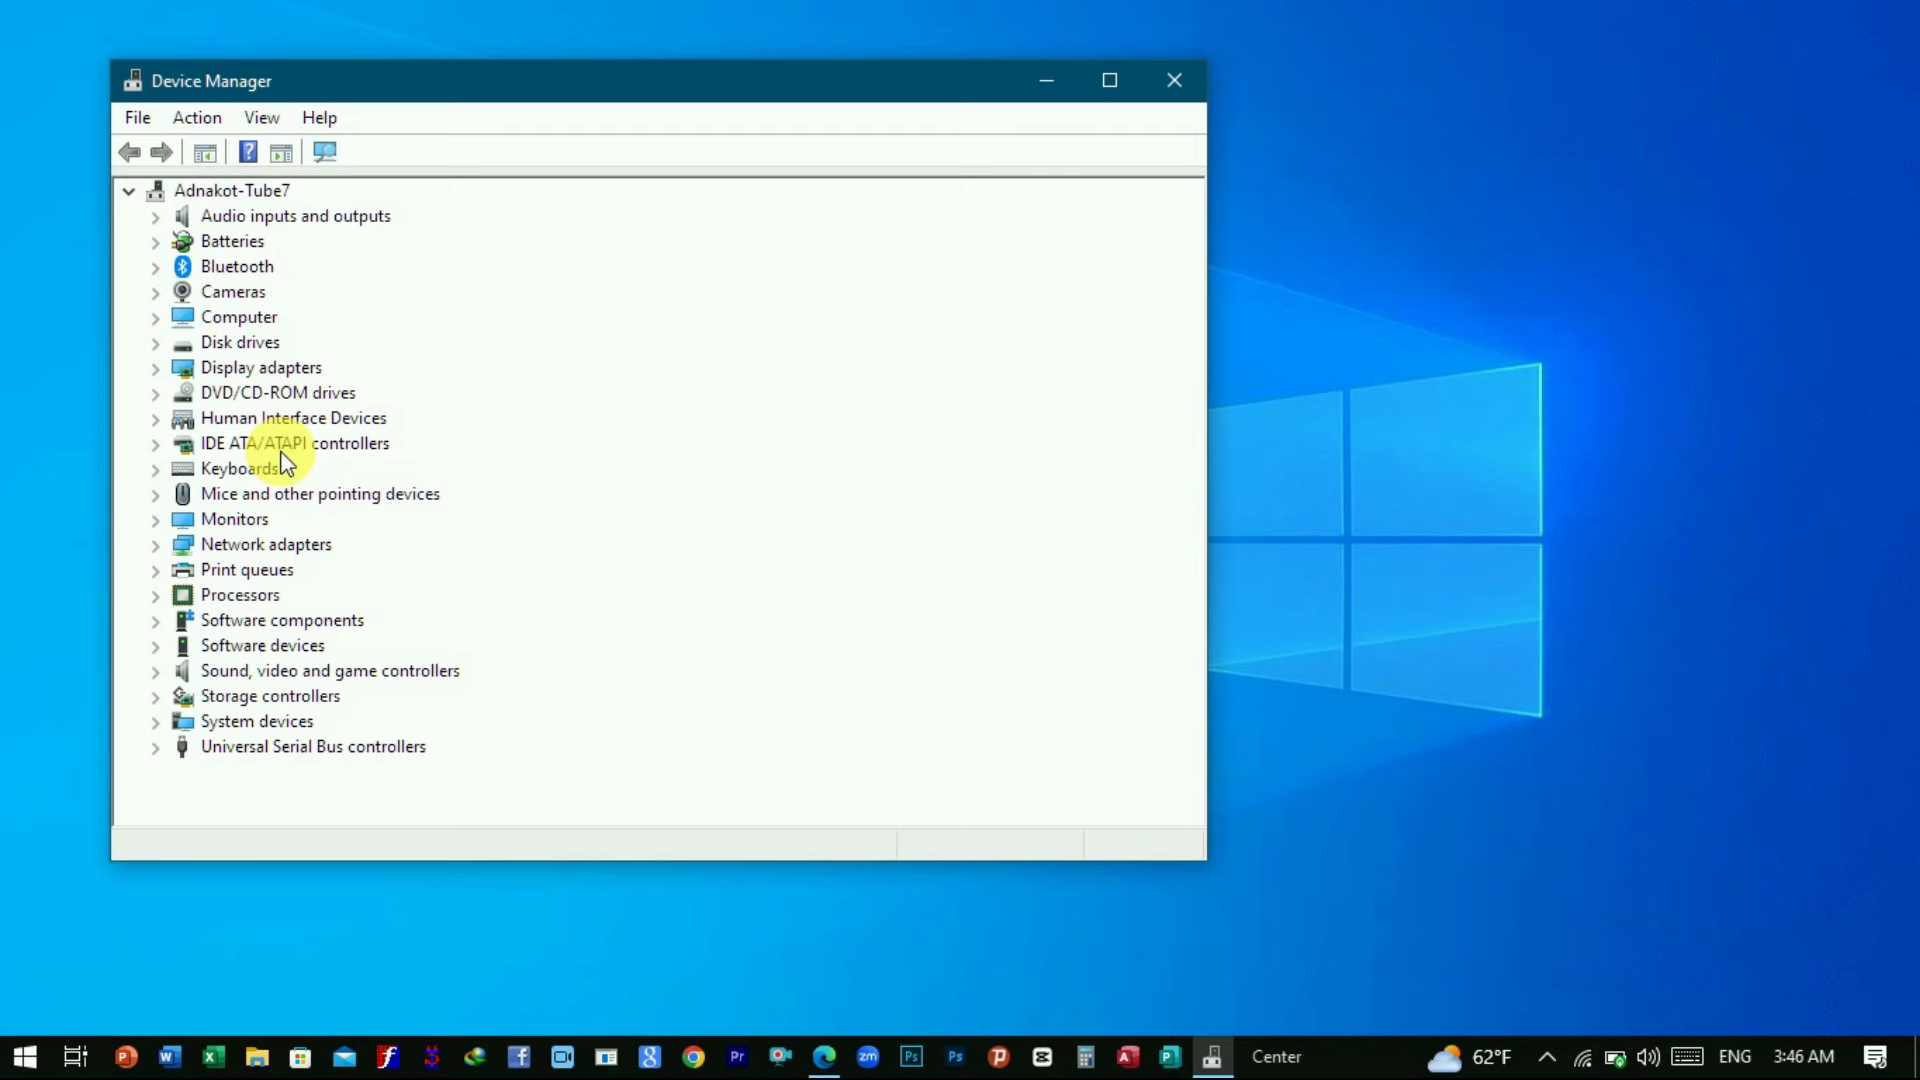 Device Manager
File Action View Help
Adnakot-Tube7
Audio inputs and outputs
Batteries
Bluetooth
Cameras
Computer
Disk drives
Display adapters
DVD/CD-ROM drives
Human Interface Devices
IDE ATA/ATAPI controllers
Keyboards
Mice and other pointing devices
Monitors
Network adapters
Print queues
Processors
Software components
Software devices
Sound, video and game controllers
Storage controllers
System devices
Universal Serial Bus controllers
Center 62°F ENG 3:46 AM